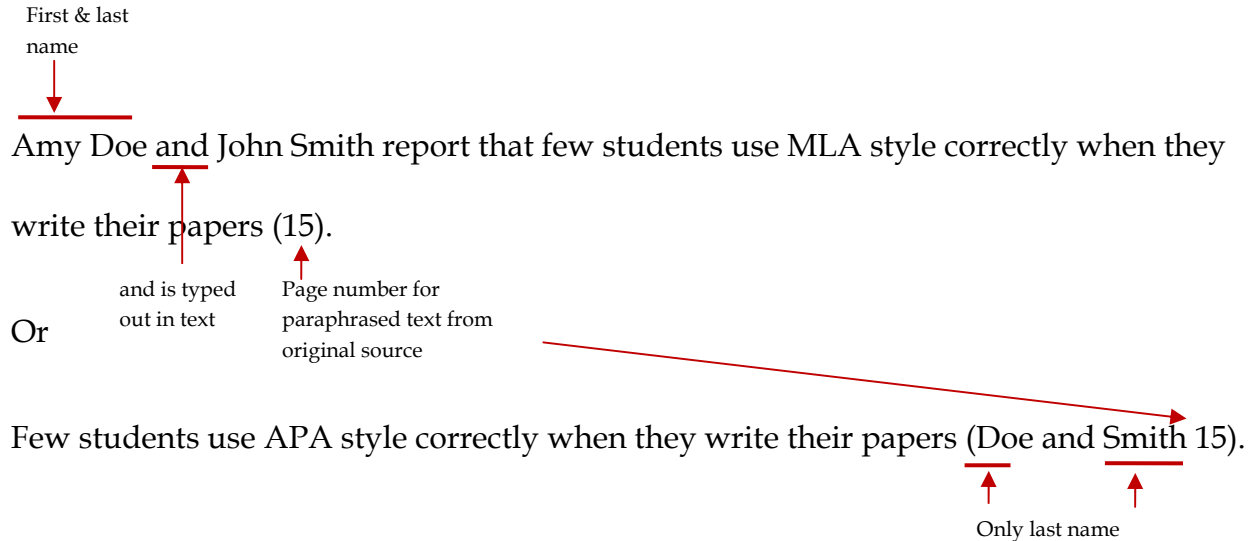 First & last
name
Amy Doe and John Smith report that few students use MLA style correctly when they
write their papers (15).
and is typed
out in text
Page number for
paraphrased text from
original source
Or
Few students use APA style correctly when they write their papers (Doe and Smith 15).
Only last name